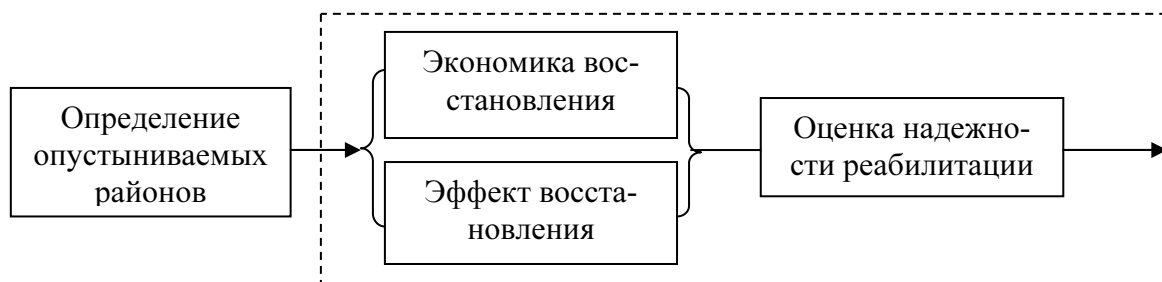 Определение
опустыниваемых
районов
Экономика вос-
становления
Эффект восста-
новления
Оценка надежно-
сти реабилитации